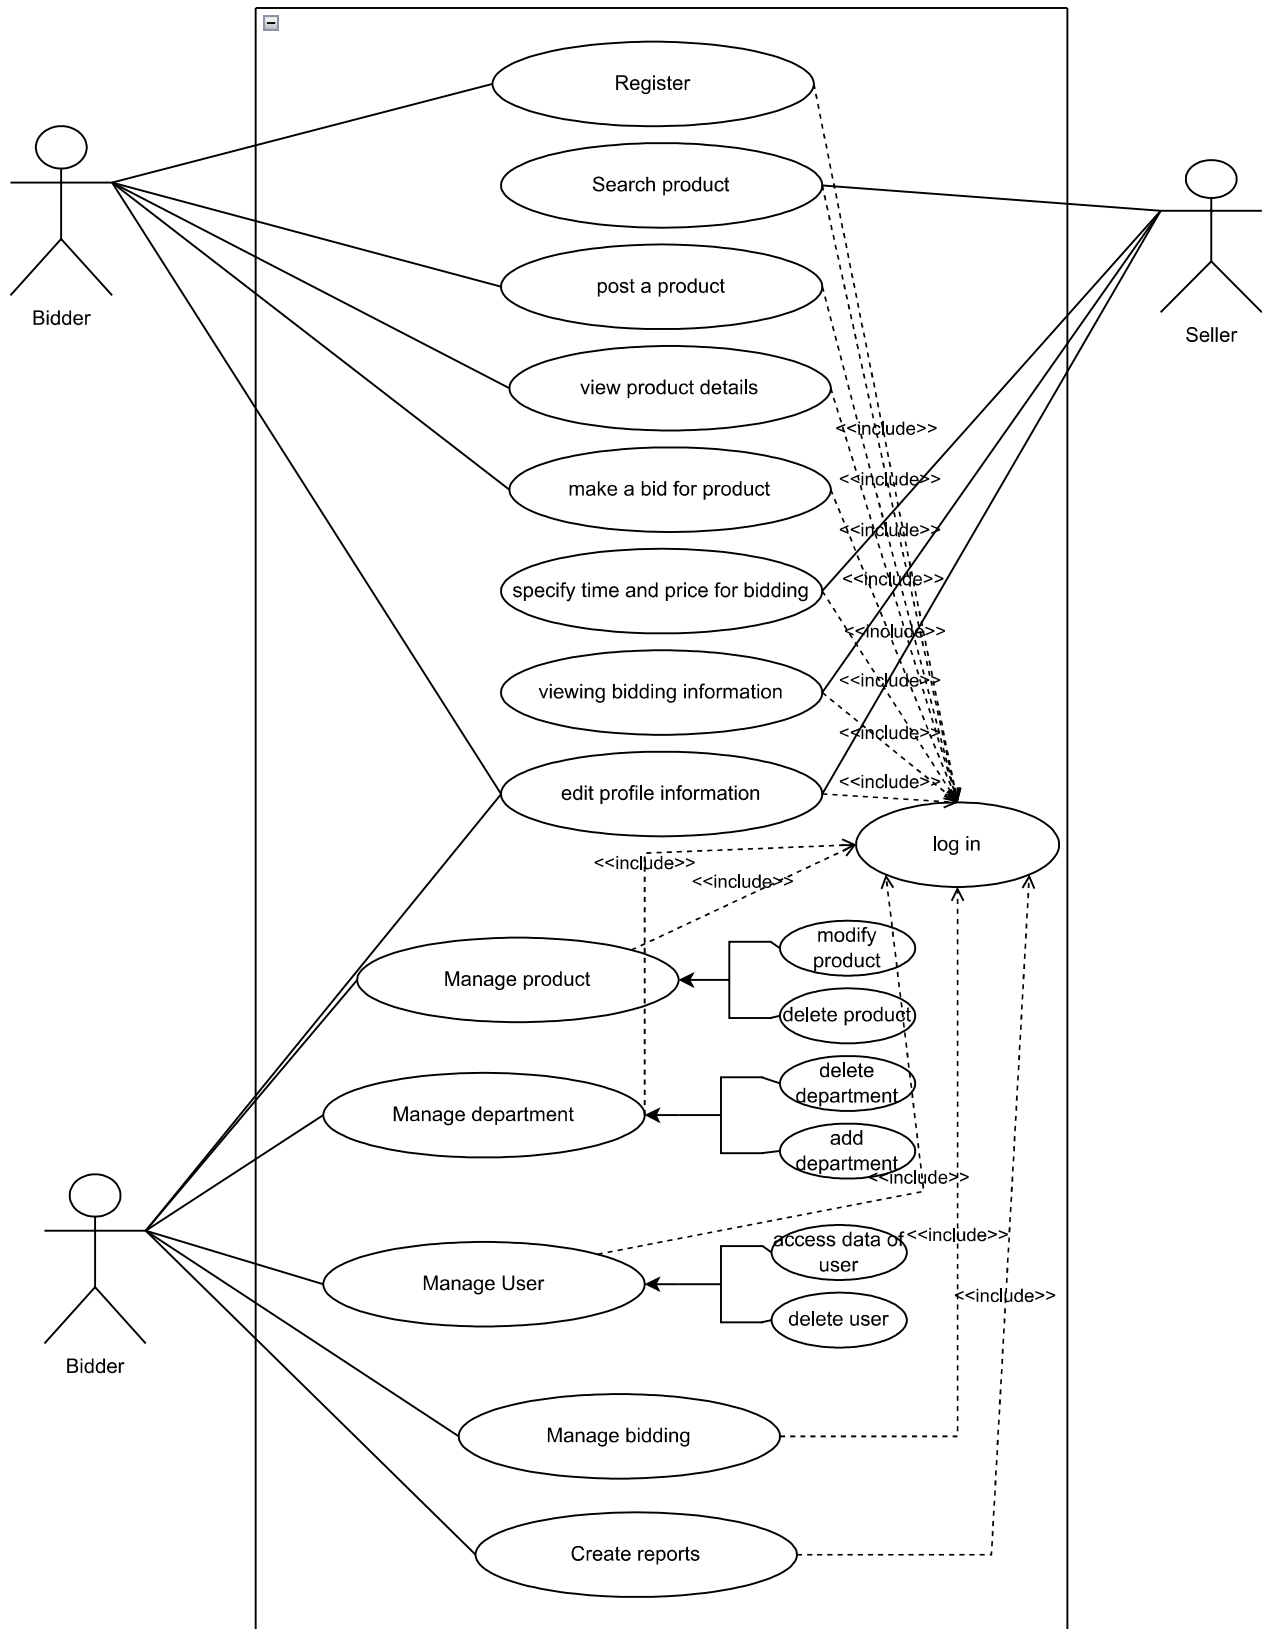 Register
Search product
post a product
view product details
make a bid for product
specify time and price for bidding
viewing bidding information
edit profile information
Bidder
Seller
<<include>>
<<include>>
<<include>>
<<include>>
<<include>>
<<include>>
<<include>>
<<include>>
log in
<<include>>
<<include>>
Manage product
modify
product
delete product
Manage department
delete
department
add
department
<<include>>
Manage User
access data of
user
delete user
<<include>>
<<include>>
Bidder
Manage bidding
Create reports